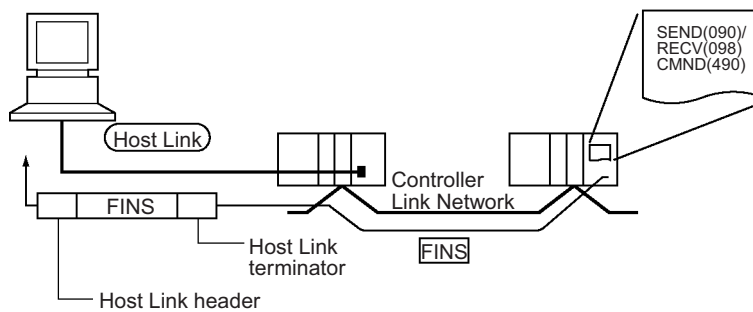 SEND(090)/
RECV(098)
CMND(490)
Host Link
Controller
Link Network
FINS
FINS
Host Link
terminator
Host Link header